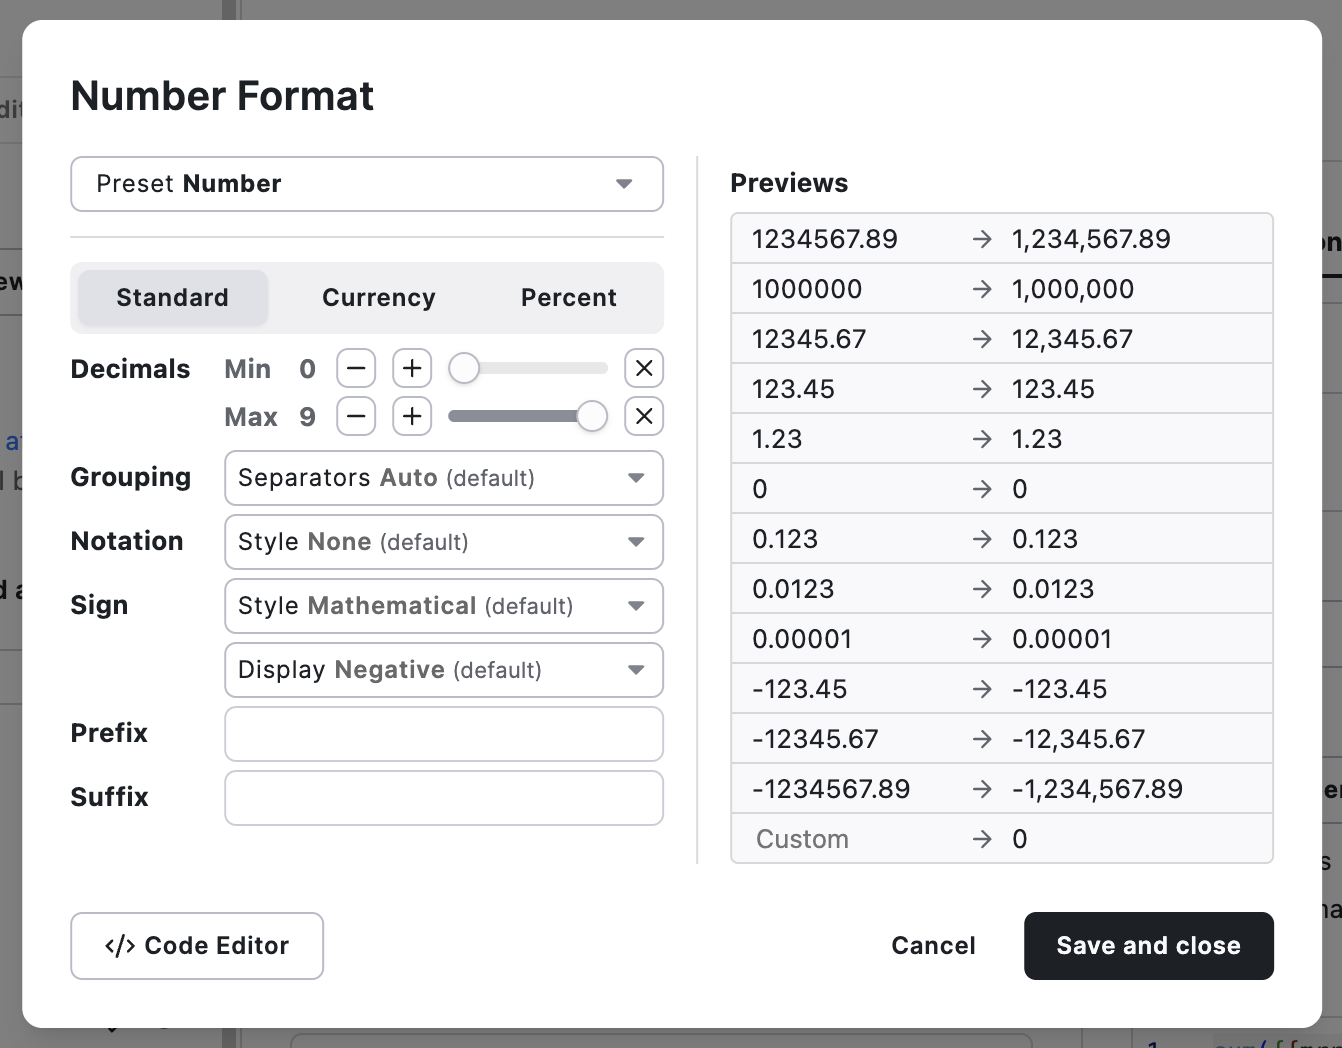 Number Format
Preset Number
Standard Currency Percent
Decimals Min 0
Max 9
Grouping Separators Auto (default)
Notation Style None (default)
Sign Style Mathematical (default)
Display Negative (default)
Prefix
Suffix
</> Code Editor
Previews
1234567.89 → 1,234,567.89
1000000 → 1,000,000
12345.67 → 12,345.67
123.45 → 123.45
1.23 → 1.23
0 → 0
0.123 → 0.123
0.0123 → 0.0123
0.00001 → 0.00001
-123.45 → -123.45
-12345.67 → -12,345.67
-1234567.89 → -1,234,567.89
Custom → 0
Cancel Save and close